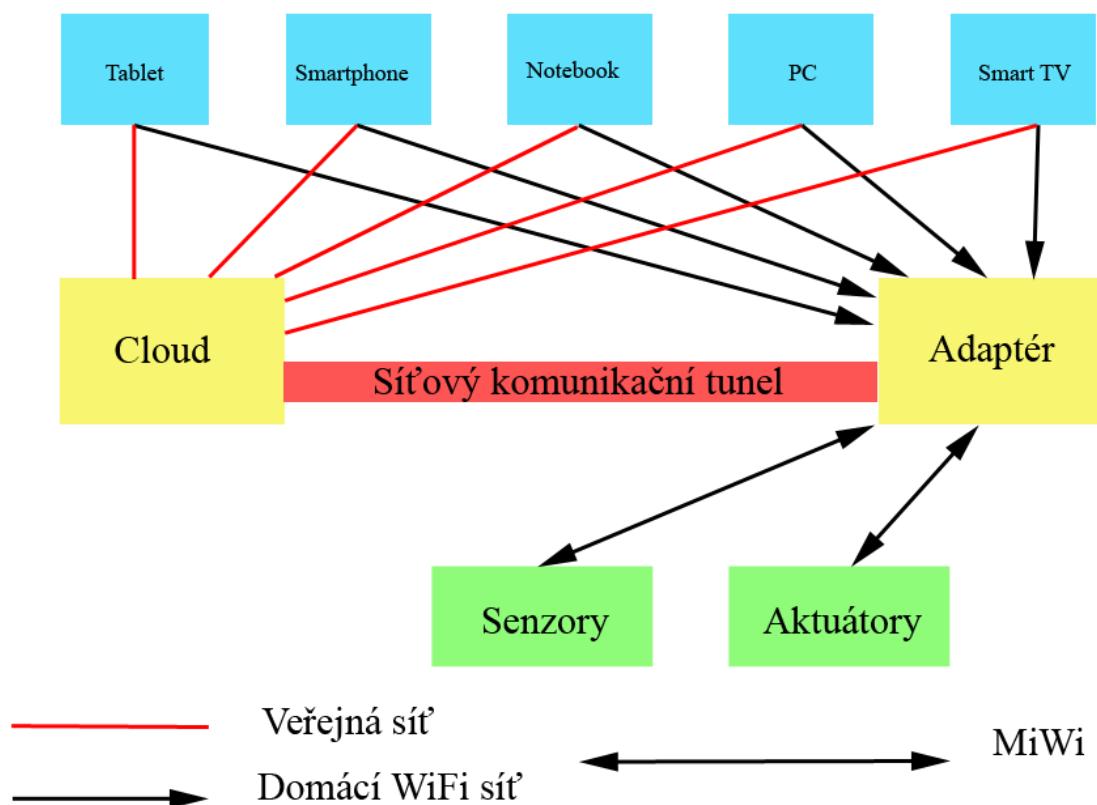 Tablet
Smartphone
Notebook
PC
Smart TV
Cloud
Adaptér
Síťový komunikační tunel
Senzory
Aktuátory
Veřejná síť
MiWi
Domácí WiFi síť